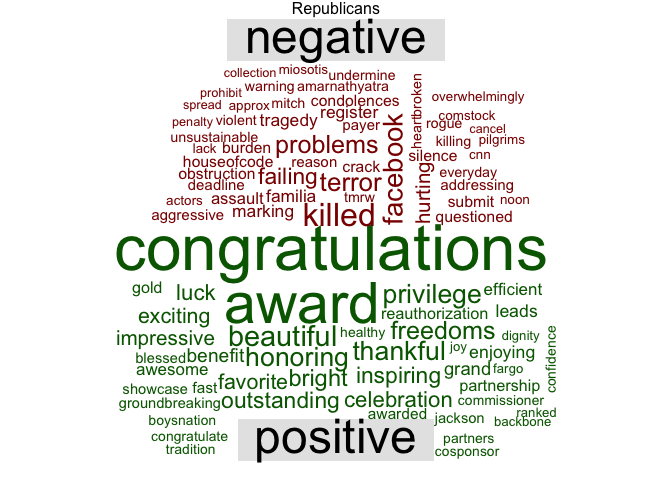 Republicans
negative
collection miosotis undermine
prohibit warning amarnathyatra
spread approx mitch condolences overwhelmingly
penalty violent tragedy register payer facebook heartbroken rogue comstock cancel
unsustainable lack burden problems killing pilgrims
houseofcode reason crack silence cnn
obstruction failing terror hurting everyday
deadline addressing
actors assault familia tmrw submit noon
aggressive marking killed questioned
congratulations
gold luck award privilege efficient
exciting reauthorization leads
impressive beautiful healthy freedoms dignity
blessed benefit honoring thankful joy enjoying confidence
awesome favorite bright inspiring grand fargo
showcase fast partnership
groundbreaking outstanding celebration commissioner
boysnation awarded jackson backbone ranked
congratulate positive partners
tradition cosponsor